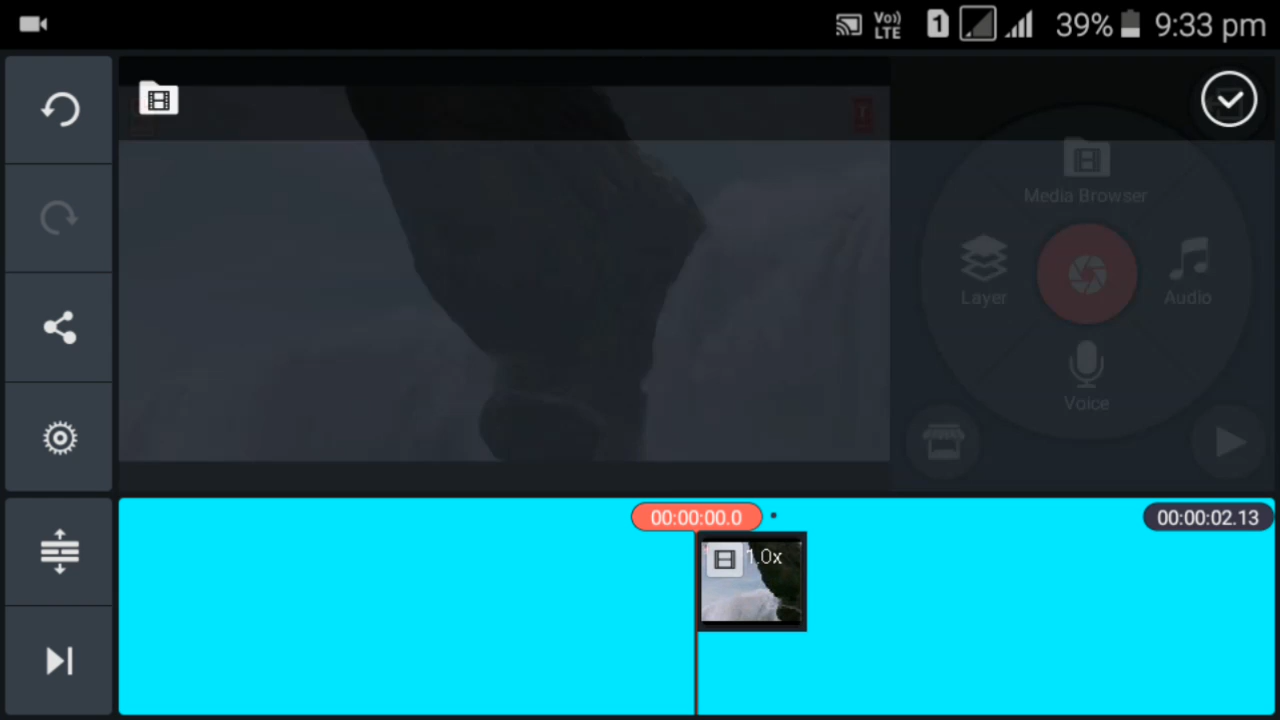 Vo)) LTE 1 39% 9:33 pm
Media Browser
Layer
Audio
Voice
00:00:00.0
00:00:02.13
1.0x